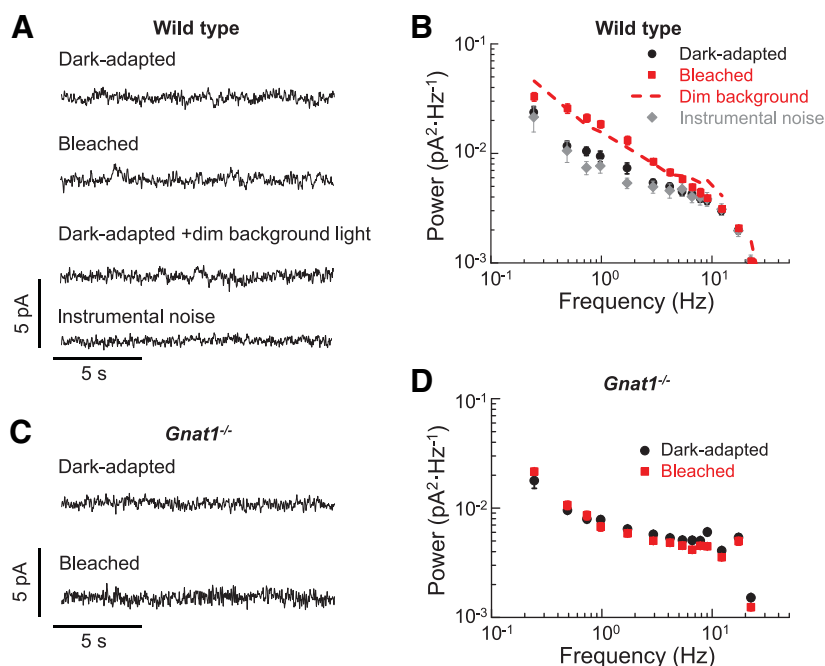 A
Wild type
Dark-adapted
Bleached
Dark-adapted +dim background light
Instrumental noise
5 pA
5 s
B
Wild type
Dark-adapted
Bleached
Dim background
Instrumental noise
10⁻¹
10⁻²
10⁻³
Power (pA²·Hz⁻¹)
10⁻¹ 10⁰ 10¹
Frequency (Hz)
C
Gnat1⁻/⁻
Dark-adapted
Bleached
5 pA
5 s
D
Gnat1⁻/⁻
Dark-adapted
Bleached
10⁻¹
10⁻²
10⁻³
Power (pA²·Hz⁻¹)
10⁻¹ 10⁰ 10¹
Frequency (Hz)